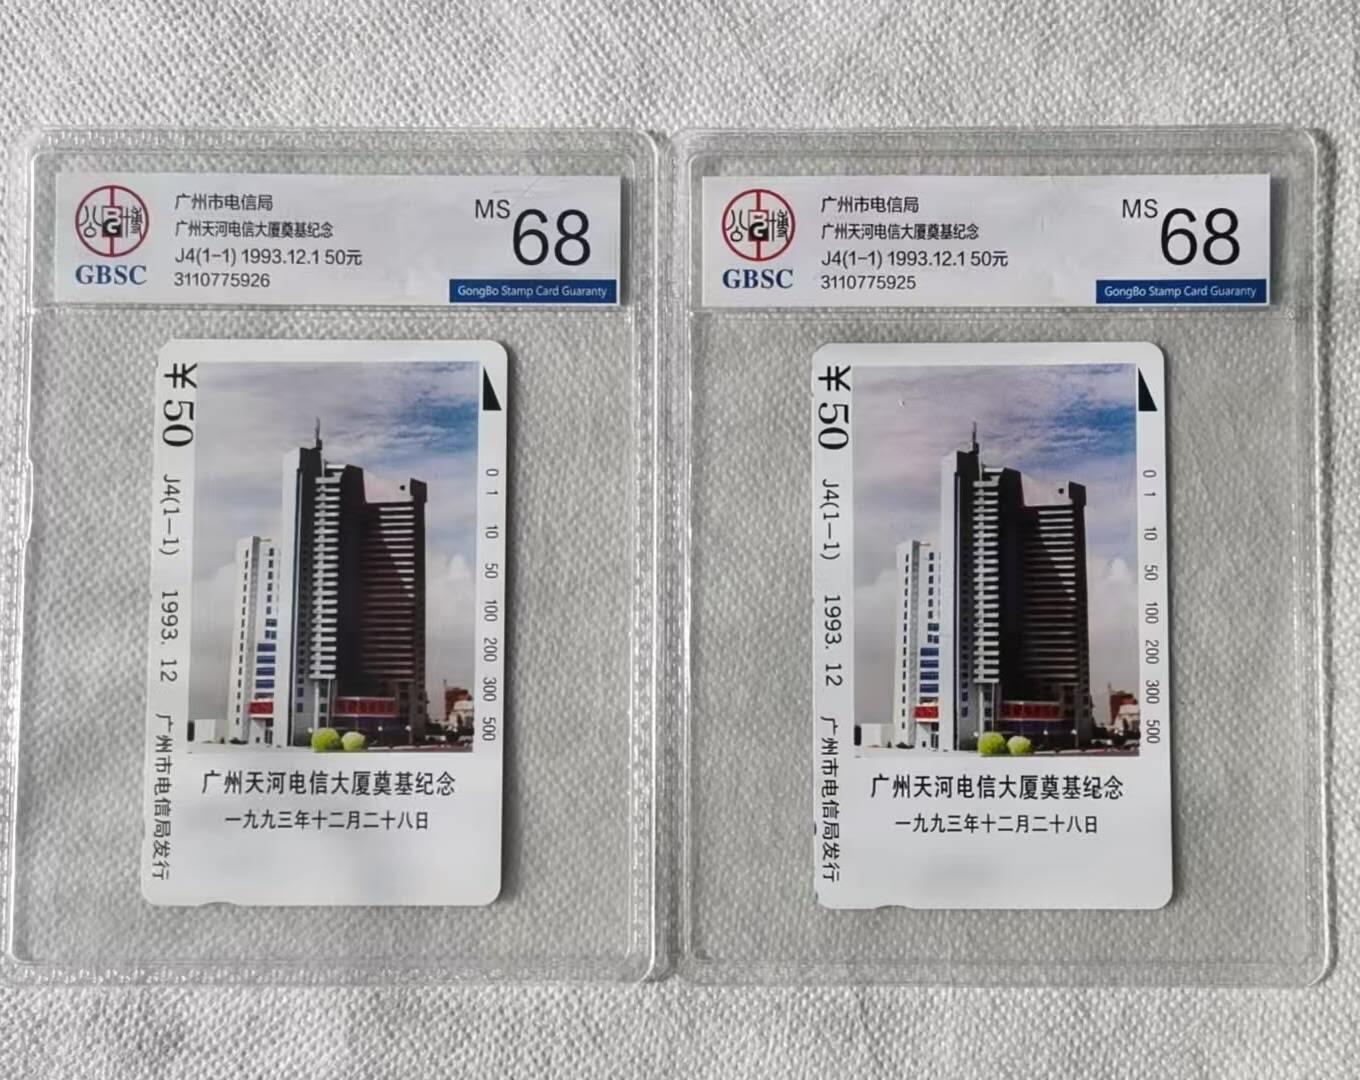 公博
GBSC
广州市电信局
广州天河电信大厦奠基纪念
J4(1-1) 1993.12.1 50元
3110775926
MS 68
GongBo Stamp Card Guaranty
¥50 J4(1—1) 1993. 12 广州市电信局发行
0 1 10 50 100 200 300 500
广州天河电信大厦奠基纪念
一九九三年十二月二十八日
公博
GBSC
广州市电信局
广州天河电信大厦奠基纪念
J4(1-1) 1993.12.1 50元
3110775925
MS 68
GongBo Stamp Card Guaranty
¥50 J4(1—1) 1993. 12 广州市电信局发行
0 1 10 50 100 200 300 500
广州天河电信大厦奠基纪念
一九九三年十二月二十八日